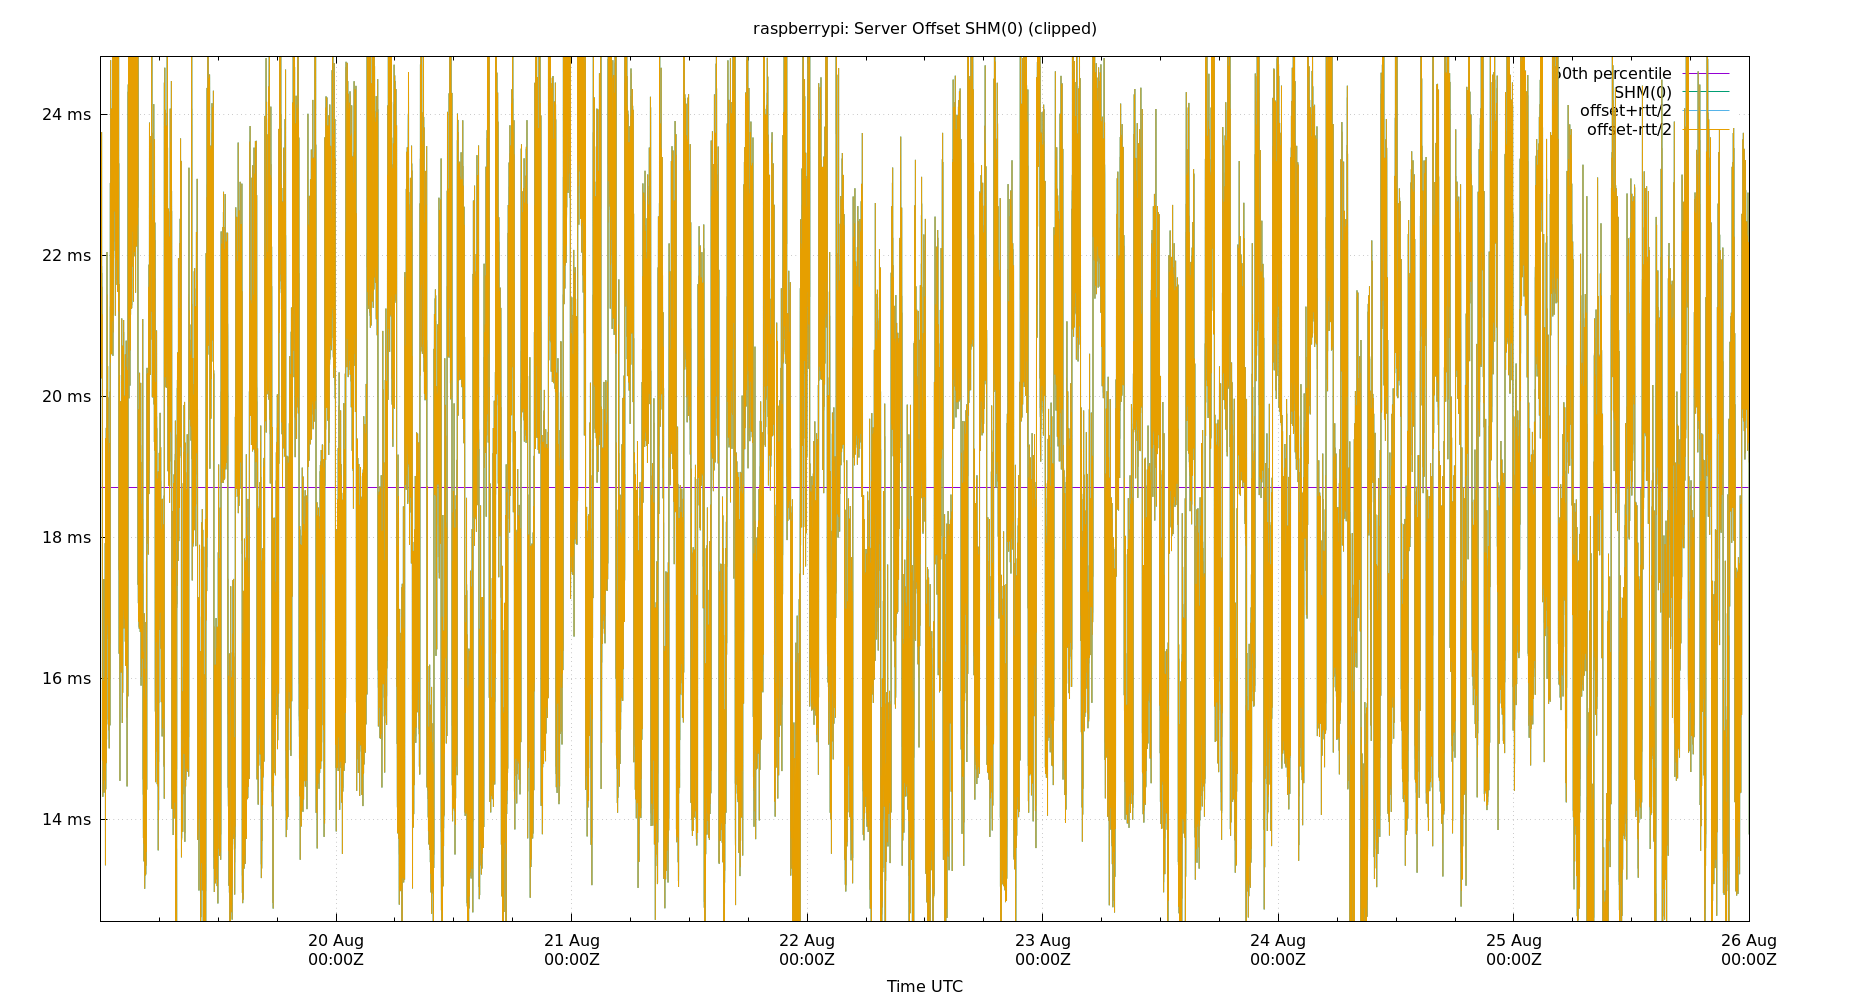 raspberrypi: Server Offset SHM(0) (clipped)
50th percentile
SHM(0)
offset+rtt/2
offset-rtt/2
24 ms
22 ms
20 ms
18 ms
16 ms
14 ms
20 Aug
00:00Z
21 Aug
00:00Z
22 Aug
00:00Z
23 Aug
00:00Z
24 Aug
00:00Z
25 Aug
00:00Z
26 Aug
00:00Z
Time UTC